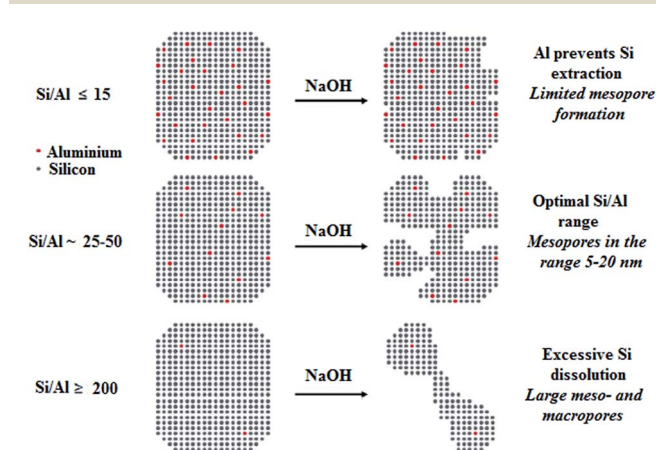 Si/Al ≤ 15
NaOH
Al prevents Si
extraction
Limited mesopore
formation
Aluminium
Silicon
Si/Al ~ 25-50
NaOH
Optimal Si/Al
range
Mesopores in the
range 5-20 nm
Si/Al ≥ 200
NaOH
Excessive Si
dissolution
Large meso- and
macropores